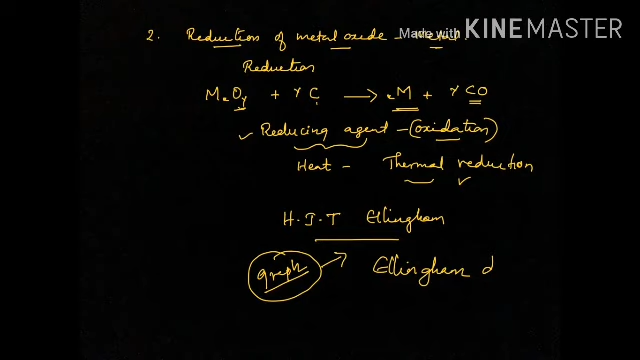 2. Reduction of metal oxide - Made with KINEMASTER
Reduction
MxOy + yC → xM + yCO
Reducing agent - (oxidation)
Heat - Thermal reduction
H.J.T Ellingham
graph
Ellingham d